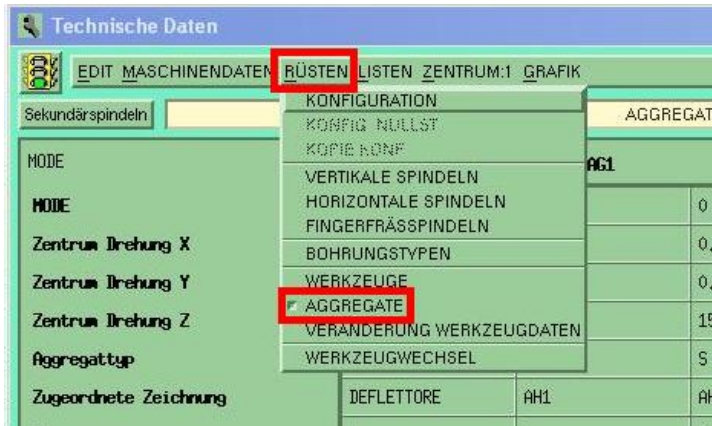 Technische Daten
EDIT MASCHINENDATEN RÜSTEN LISTEN ZENTRUM:1 GRAFIK
Sekundärspindeln AGGREGAT
KONFIGURATION
KONFIG NULLST
KOPIE KONF
VERTIKALE SPINDELN
HORIZONTALE SPINDELN
FINGERFRÄSSPINDELN
BOHRUNGSTYPEN
WERKZEUGE
AGGREGATE
VERÄNDERUNG WERKZEUGDATEN
WERKZEUGWECHSEL
MODE AG1
MODE 0
Zentrum Drehung X 0,
Zentrum Drehung Y 0,
Zentrum Drehung Z 15
Aggregattyp S
Zugeordnete Zeichnung DEFLETTORE AH1 AH